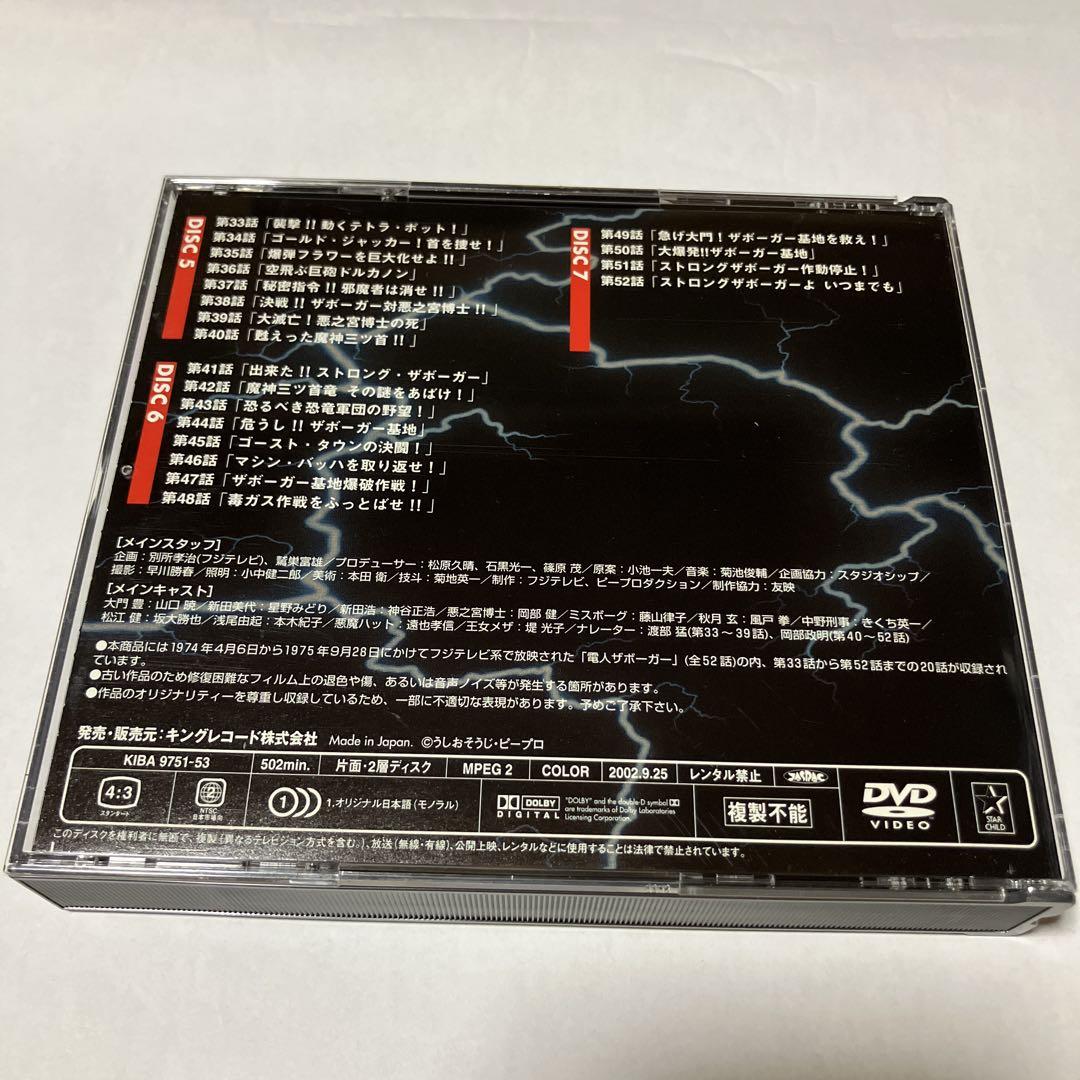 DISC 5
第33話「襲撃!! 動くテトラ・ポット!」
第34話「ゴールド・ジャッカー!首を捜せ!」
第35話「爆弾フラワーを巨大化せよ!!」
第36話「空飛ぶ巨砲ドルカノン」
第37話「秘密指令!! 邪魔者は消せ!!」
第38話「決戦!! ザボーガー対悪之宮博士!!」
第39話「大滅亡!悪之宮博士の死」
第40話「甦えった魔神三ツ首!!」
DISC 6
第41話「出来た!! ストロング・ザボーガー」
第42話「魔神三ツ首竜 その謎をあばけ!」
第43話「恐るべき恐竜軍団の野望!」
第44話「危うし!! ザボーガー基地」
第45話「ゴースト・タウンの決闘!」
第46話「マシン・バッハを取り返せ!」
第47話「ザボーガー基地爆破作戦!」
第48話「毒ガス作戦をふっとばせ!!」
DISC 7
第49話「急げ大門!ザボーガー基地を救え!」
第50話「大爆発!!ザボーガー基地」
第51話「ストロングザボーガー作動停止!」
第52話「ストロングザボーガーよ いつまでも」
[メインスタッフ]
企画:別所孝治(フジテレビ)、鷺巣富雄/プロデューサー:松原久晴、石黒光一、篠原 茂/原案:小池一夫/音楽:菊池俊輔/企画協力:スタジオシップ/
撮影:早川勝春/照明:小中健二郎/美術:本田 衛/技斗:菊地英一/制作:フジテレビ、ピープロダクション/制作協力:友映
[メインキャスト]
大門 豊:山口 暁/新田美代:星野みどり/新田浩:神谷正浩/悪之宮博士:岡部 健/ミスボーグ:藤山律子/秋月 玄:風戸 拳/中野刑事:きくち英一/
松江 健:坂大勝也/浅尾由起:本木紀子/悪魔ハット:遠也孝信/王女メザ:堤 光子/ナレーター:渡部 猛(第33~39話)、岡部政明(第40~52話)
●本商品には1974年4月6日から1975年9月28日にかけてフジテレビ系で放映された「電人ザボーガー」(全52話)の内、第33話から第52話までの20話が収録され
ています。
●古い作品のため修復困難なフィルム上の退色や傷、あるいは音声ノイズ等が発生する箇所があります。
●作品のオリジナリティーを尊重し収録しているため、一部に不適切な表現があります。予めご了承下さい。
発売・販売元:キングレコード株式会社 Made in Japan. ©うしおそうじ・ピープロ
KIBA 9751-53 502min. 片面・2層ディスク MPEG 2 COLOR 2002.9.25 レンタル禁止 JASRAC
4:3
スタンダード
2
NTSC
日本市場向
1
1.オリジナル日本語(モノラル)
DOLBY
DIGITAL
"DOLBY" and the double-D symbol
are trademarks of Dolby Laboratories
Licensing Corporation.
複製不能
DVD
VIDEO
STAR
CHILD
このディスクを権利者に無断で、複製(異なるテレビジョン方式を含む。)、放送(無線・有線)、公開上映、レンタルなどに使用することは法律で禁止されています。